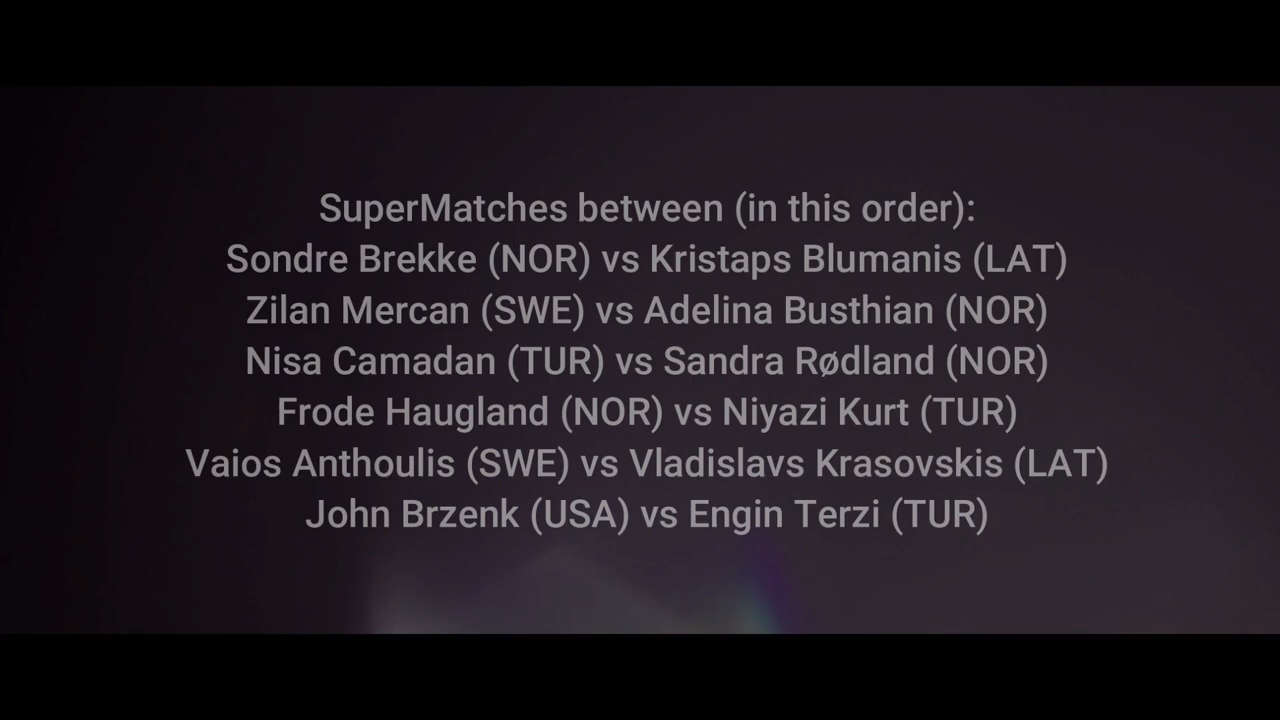 SuperMatches between (in this order):
Sondre Brekke (NOR) vs Kristaps Blumanis (LAT)
Zilan Mercan (SWE) vs Adelina Busthian (NOR)
Nisa Camadan (TUR) vs Sandra Rødland (NOR)
Frode Haugland (NOR) vs Niyazi Kurt (TUR)
Vaios Anthoulis (SWE) vs Vladislavs Krasovskis (LAT)
John Brzenk (USA) vs Engin Terzi (TUR)